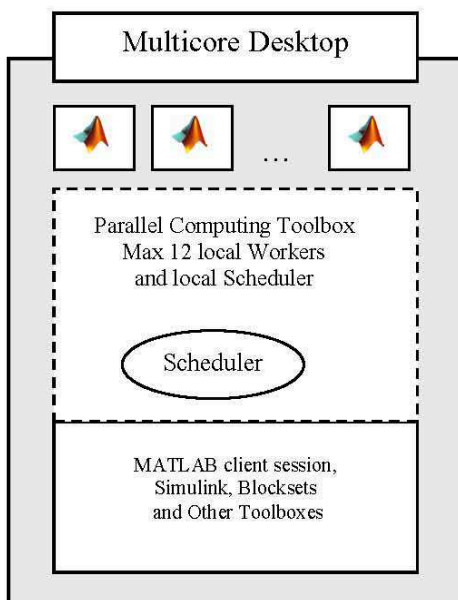 Multicore Desktop
...
Parallel Computing Toolbox
Max 12 local Workers
and local Scheduler
Scheduler
MATLAB client session,
Simulink, Blocksets
and Other Toolboxes